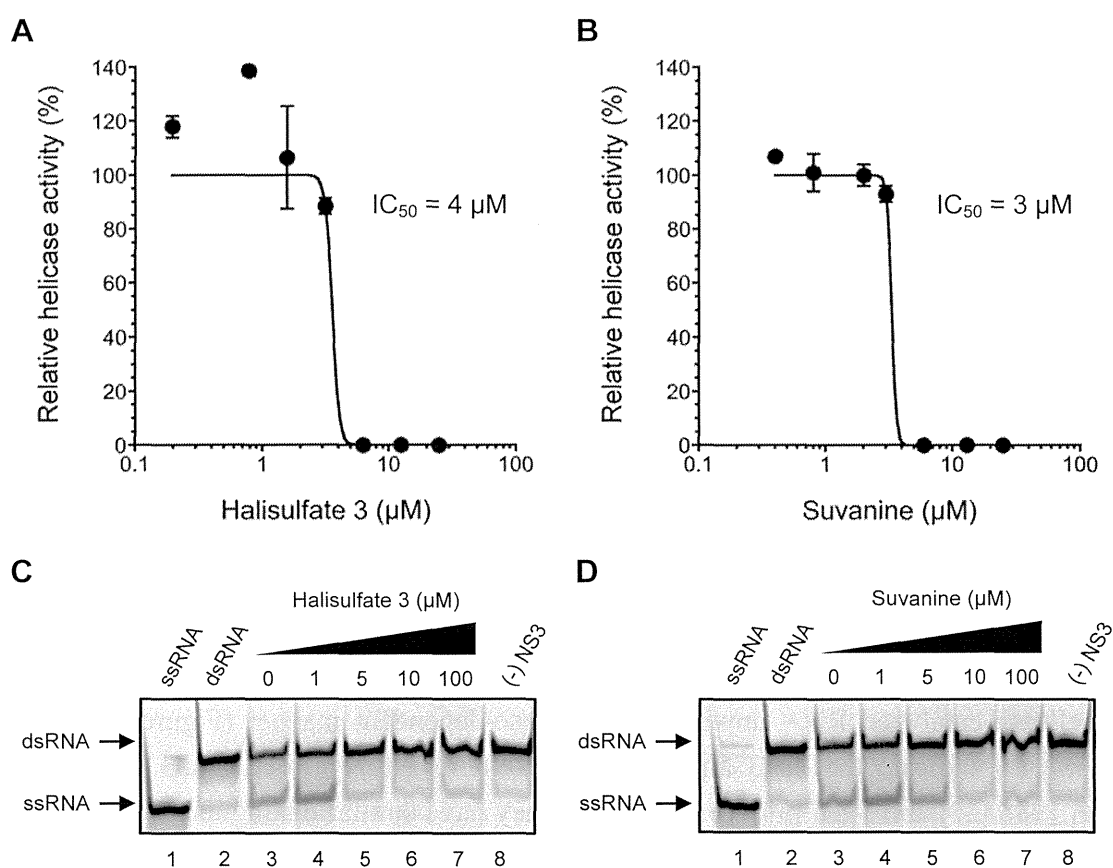 A
Relative helicase activity (%)
140
120
100
80
60
40
20
0
0.1
1
10
100
IC50 = 4 µM
Halisulfate 3 (µM)
B
Relative helicase activity (%)
140
120
100
80
60
40
20
0
0.1
1
10
100
IC50 = 3 µM
Suvanine (µM)
C
Halisulfate 3 (µM)
ssRNA
dsRNA
0
1
5
10
100
(-) NS3
dsRNA
ssRNA
1
2
3
4
5
6
7
8
D
Suvanine (µM)
ssRNA
dsRNA
0
1
5
10
100
(-) NS3
dsRNA
ssRNA
1
2
3
4
5
6
7
8